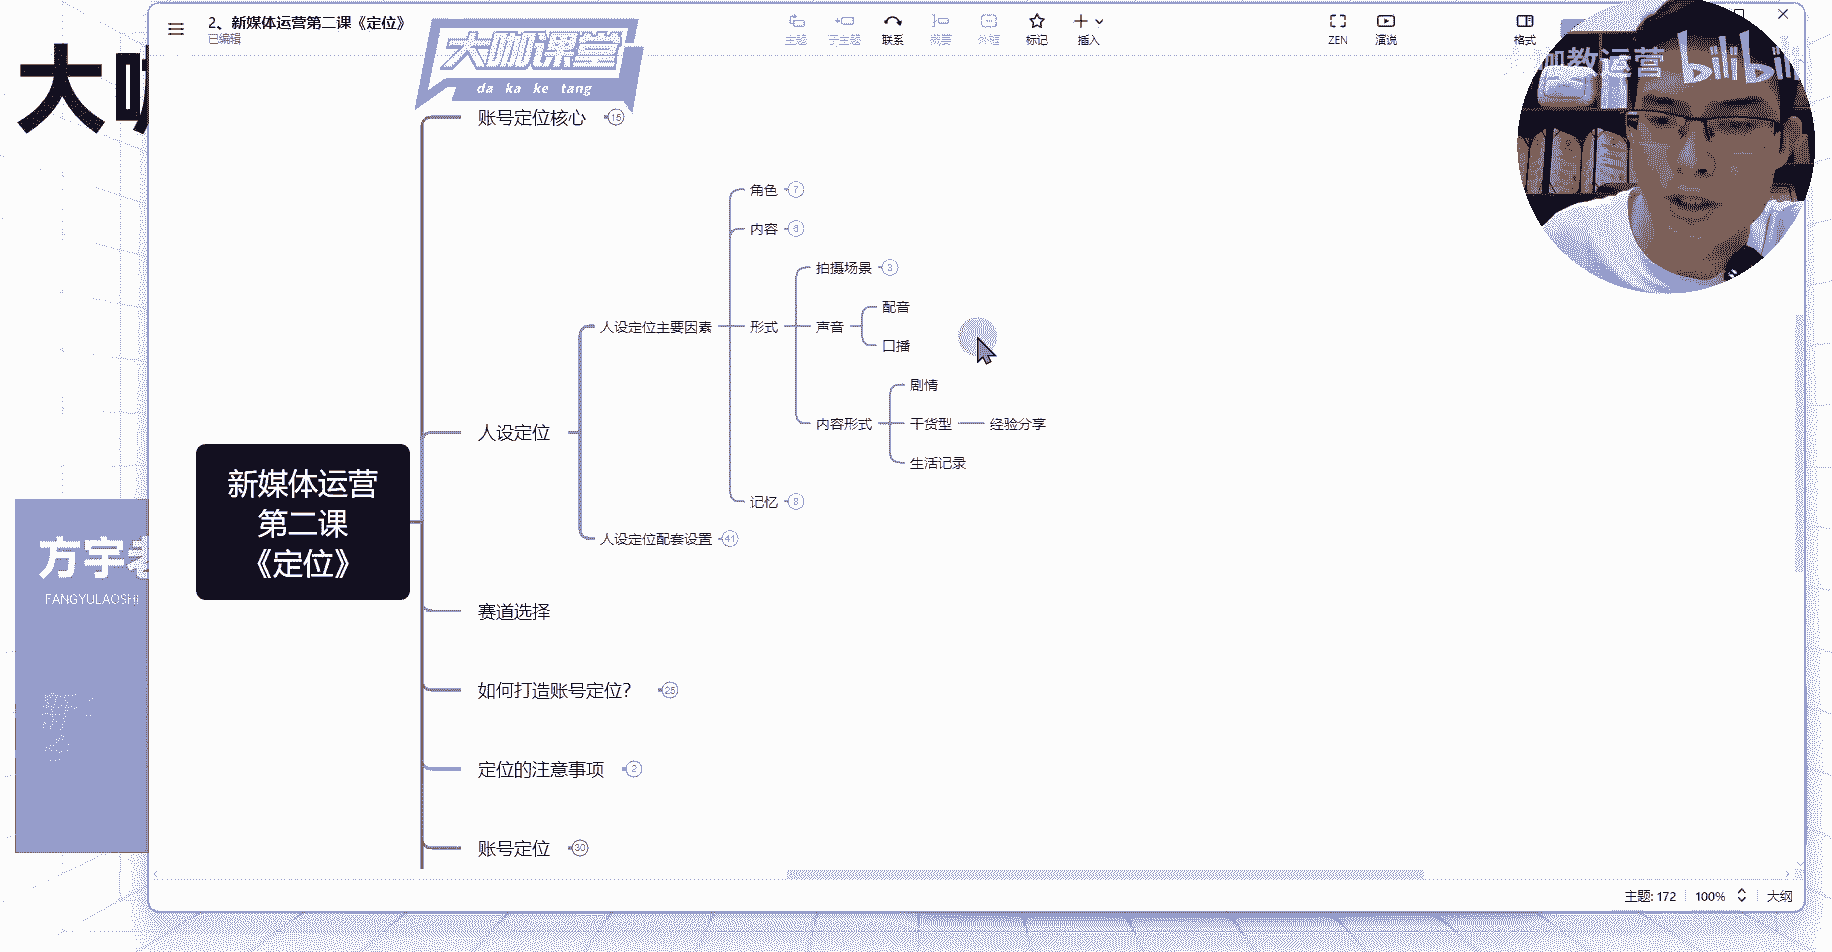 2、新媒体运营第二课《定位》
已编辑
主题
子主题
联系
概要
外框
标记
插入
ZEN
演说
格式
大咖课堂
da ka ke tang
咖教运营
bilibili
大咖
账号定位核心
15
角色
7
内容
6
拍摄场景
3
配音
人设定位主要因素
形式
声音
口播
剧情
内容形式
干货型
经验分享
人设定位
生活记录
记忆
8
新媒体运营
第二课
《定位》
人设定位配套设置
41
方宇老
FANGYULAOSHI
赛道选择
如何打造账号定位?
25
定位的注意事项
2
账号定位
30
主题: 172
100%
大纲